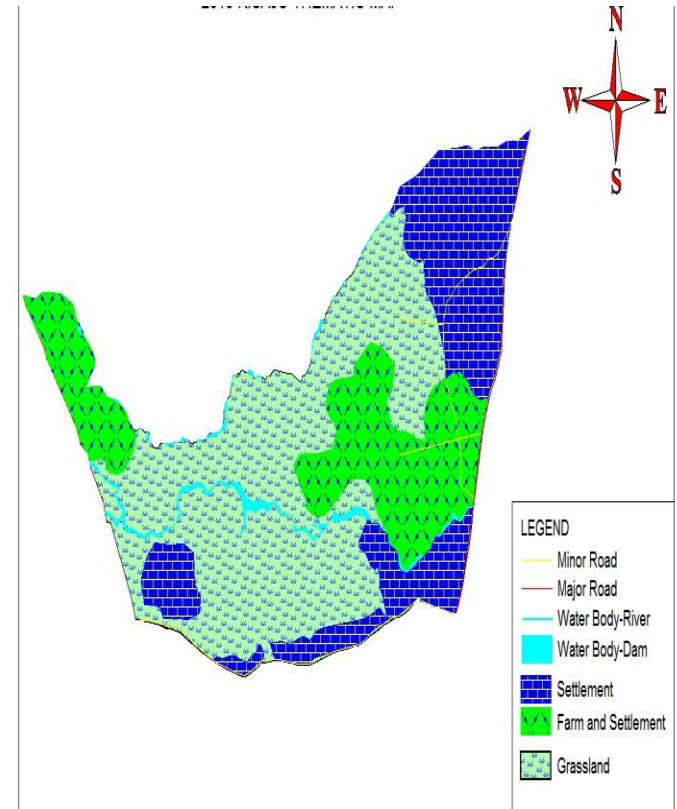 N
W E
S
LEGEND
Minor Road
Major Road
Water Body-River
Water Body-Dam
Settlement
Farm and Settlement
Grassland